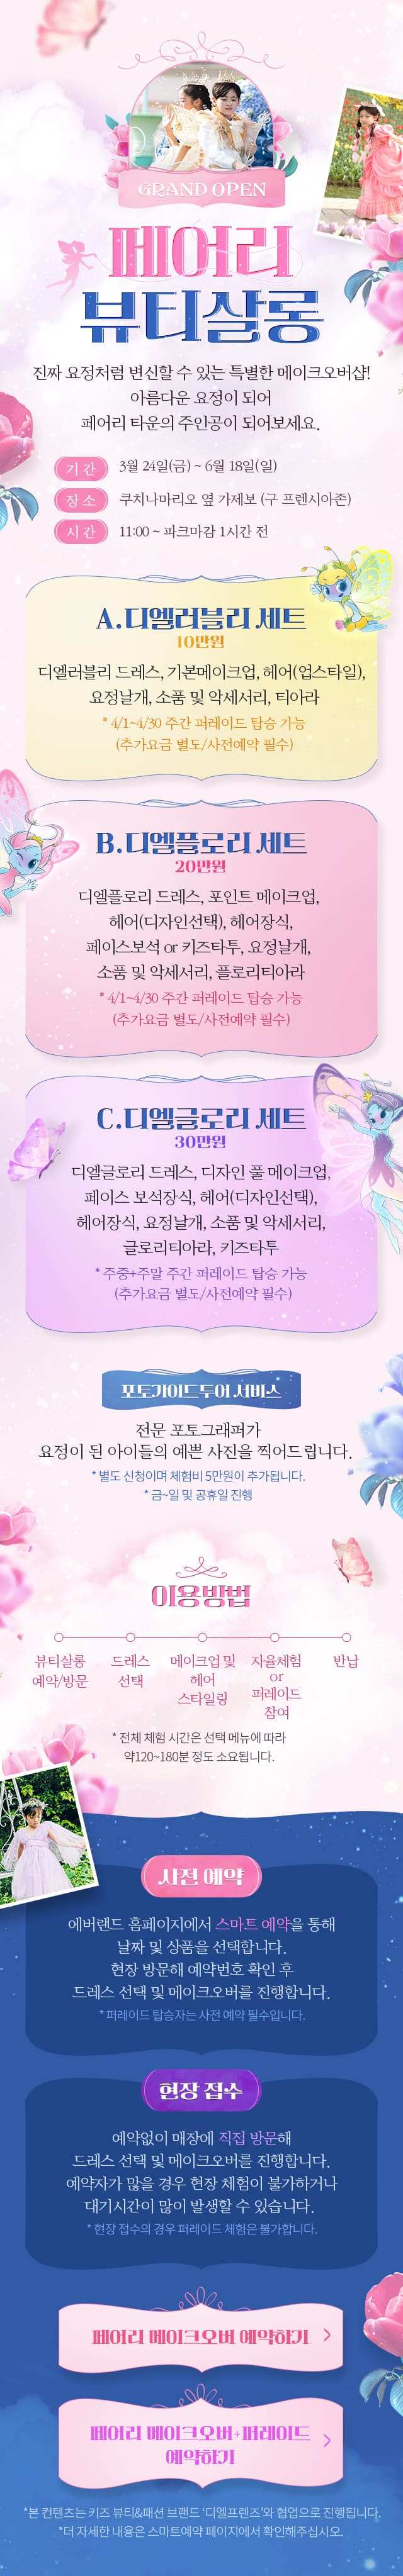 GRAND OPEN
페어리
뷰티살롱
진짜 요정처럼 변신할 수 있는 특별한 메이크오버샵!
아름다운 요정이 되어
페어리 타운의 주인공이 되어보세요.
기간 3월 24일(금) ~ 6월 18일(일)
장소 쿠치나마리오 옆 가제보 (구 프렌시아존)
시간 11:00 ~ 파크마감 1시간 전
A.디엘러블리 세트
10만원
디엘러블리 드레스, 기본메이크업, 헤어(업스타일),
요정날개, 소품 및 악세서리, 티아라
* 4/1~4/30 주간 퍼레이드 탑승 가능
(추가요금 별도/사전예약 필수)
B.디엘플로리 세트
20만원
디엘플로리 드레스, 포인트 메이크업,
헤어(디자인선택), 헤어장식,
페이스보석 or 키즈타투, 요정날개,
소품 및 악세서리, 플로리티아라
* 4/1~4/30 주간 퍼레이드 탑승 가능
(추가요금 별도/사전예약 필수)
C.디엘글로리 세트
30만원
디엘글로리 드레스, 디자인 풀 메이크업,
페이스 보석장식, 헤어(디자인선택),
헤어장식, 요정날개, 소품 및 악세서리,
글로리티아라, 키즈타투
* 주중+주말 주간 퍼레이드 탑승 가능
(추가요금 별도/사전예약 필수)
포토가이드투어 서비스
전문 포토그래퍼가
요정이 된 아이들의 예쁜 사진을 찍어드립니다.
* 별도 신청이며 체험비 5만원이 추가됩니다.
* 금~일 및 공휴일 진행
이용방법
뷰티살롱
예약/방문
드레스
선택
메이크업 및
헤어
스타일링
자율체험
or
퍼레이드
참여
반납
* 전체 체험 시간은 선택 메뉴에 따라
약120~180분 정도 소요됩니다.
사전 예약
에버랜드 홈페이지에서 스마트 예약을 통해
날짜 및 상품을 선택합니다.
현장 방문해 예약번호 확인 후
드레스 선택 및 메이크오버를 진행합니다.
* 퍼레이드 탑승자는 사전 예약 필수입니다.
현장 접수
예약없이 매장에 직접 방문해
드레스 선택 및 메이크오버를 진행합니다.
예약자가 많을 경우 현장 체험이 불가하거나
대기시간이 많이 발생할 수 있습니다.
* 현장 접수의 경우 퍼레이드 체험은 불가합니다.
페어리 메이크오버 예약하기 >
페어리 메이크오버+퍼레이드
예약하기 >
*본 컨텐츠는 키즈 뷰티&패션 브랜드 '디엘프렌즈'와 협업으로 진행됩니다.
*더 자세한 내용은 스마트예약 페이지에서 확인해주십시오.